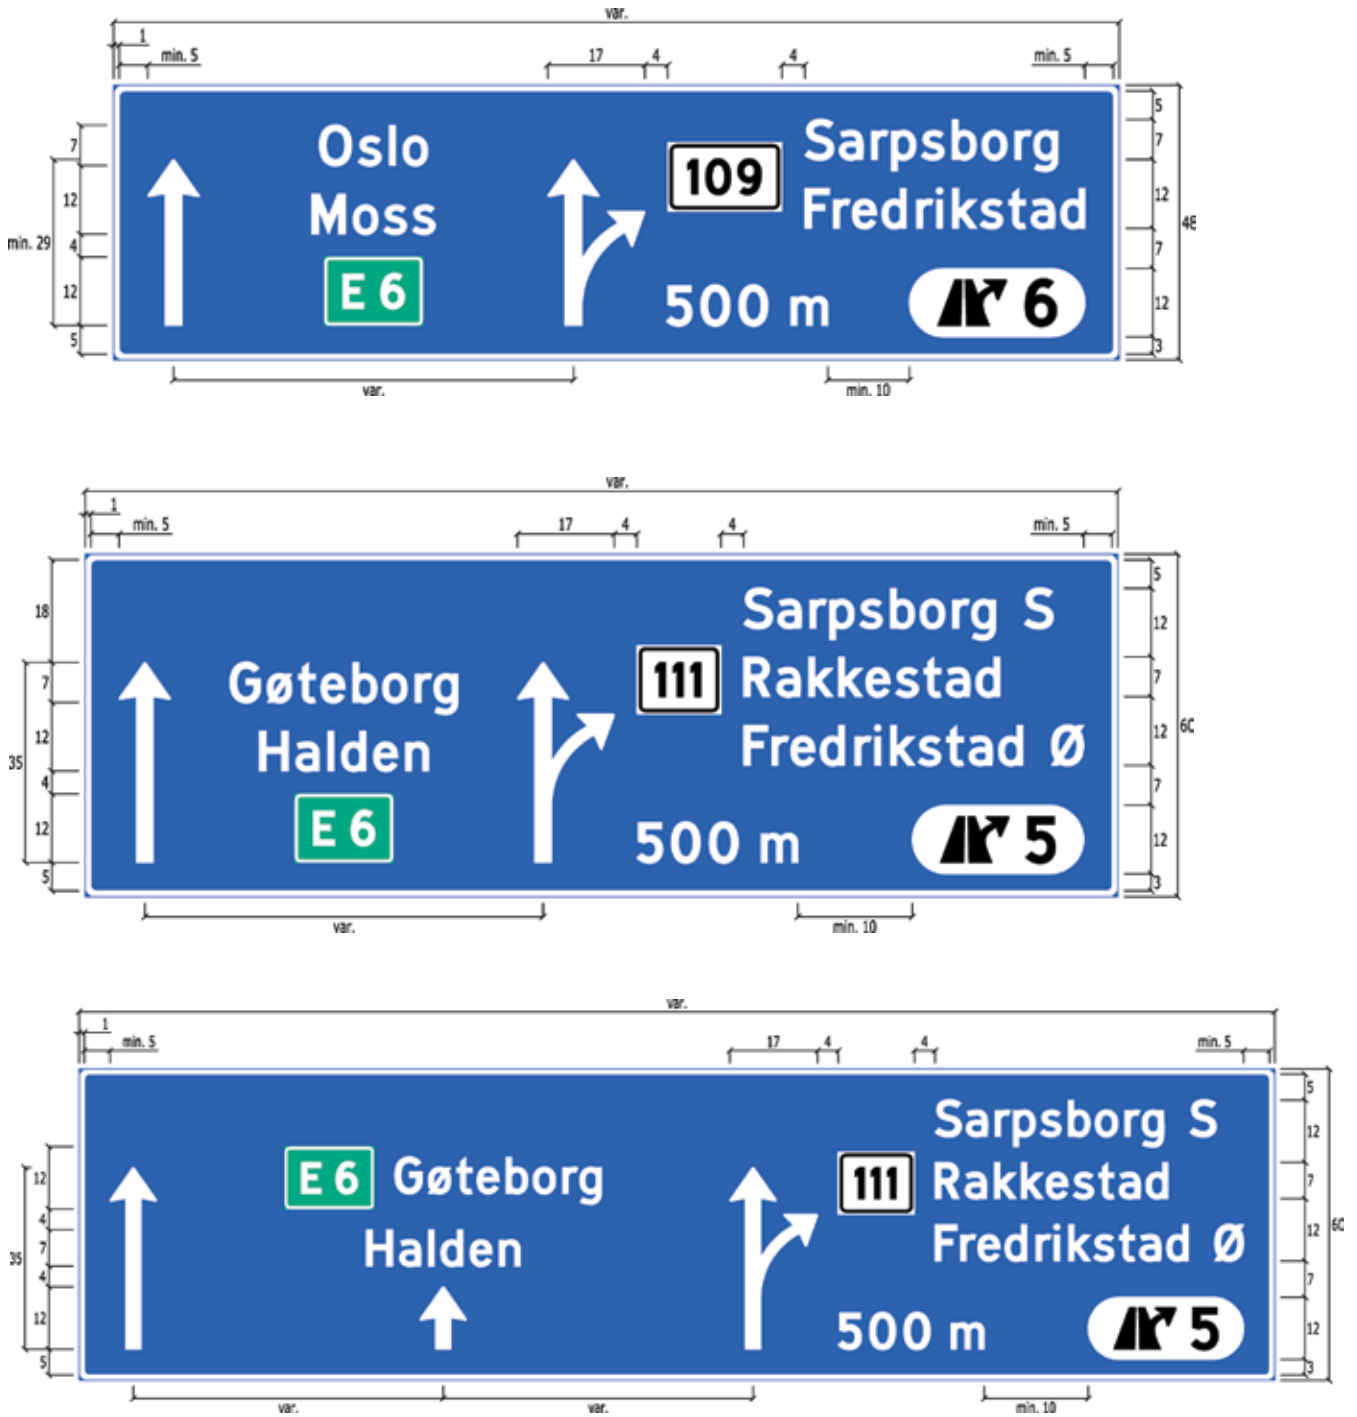 var.
1
min. 5 17 4 4 min. 5
Oslo
Moss
E 6
109
Sarpsborg
Fredrikstad
500 m
6
7
12
min. 29
4
12
5
5
7
12
48
7
12
3
var.
min. 10
var.
1
min. 5 17 4 4 min. 5
Gøteborg
Halden
E 6
111
Sarpsborg S
Rakkestad
Fredrikstad Ø
500 m
5
18
7
12
35
4
12
5
5
12
7
12
60
7
12
3
var.
min. 10
var.
1
min. 5 17 4 4 min. 5
E 6 Gøteborg
Halden
111
Sarpsborg S
Rakkestad
Fredrikstad Ø
500 m
5
12
4
7
35
4
12
5
5
12
7
12
60
7
12
3
var.
var.
min. 10